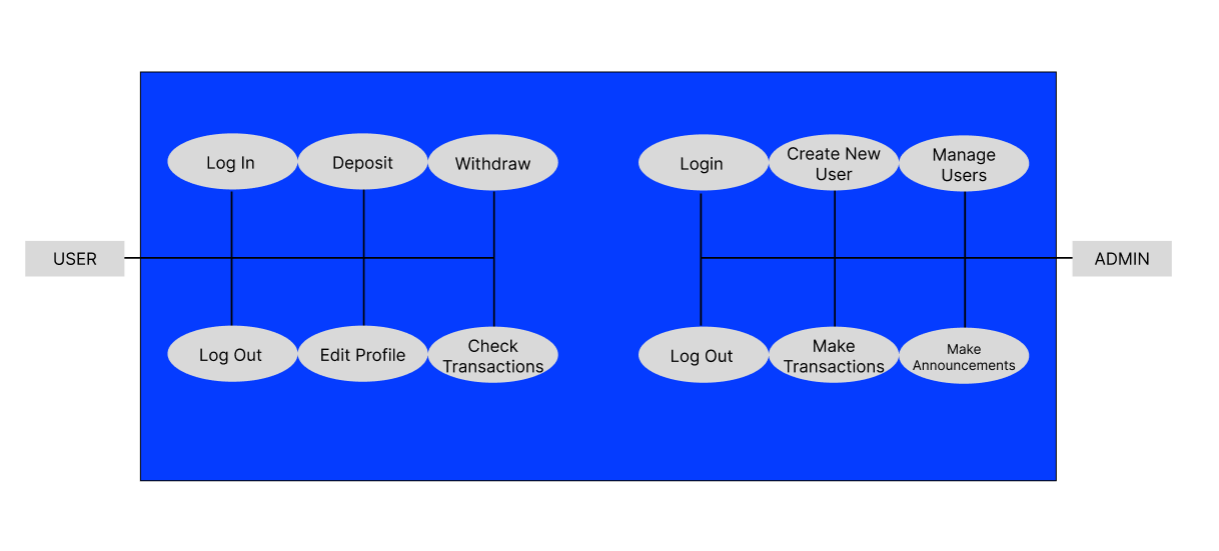 Log In
Deposit
Withdraw
Login
Create New
User
Manage
Users
USER
ADMIN
Log Out
Edit Profile
Check
Transactions
Log Out
Make
Transactions
Make
Announcements